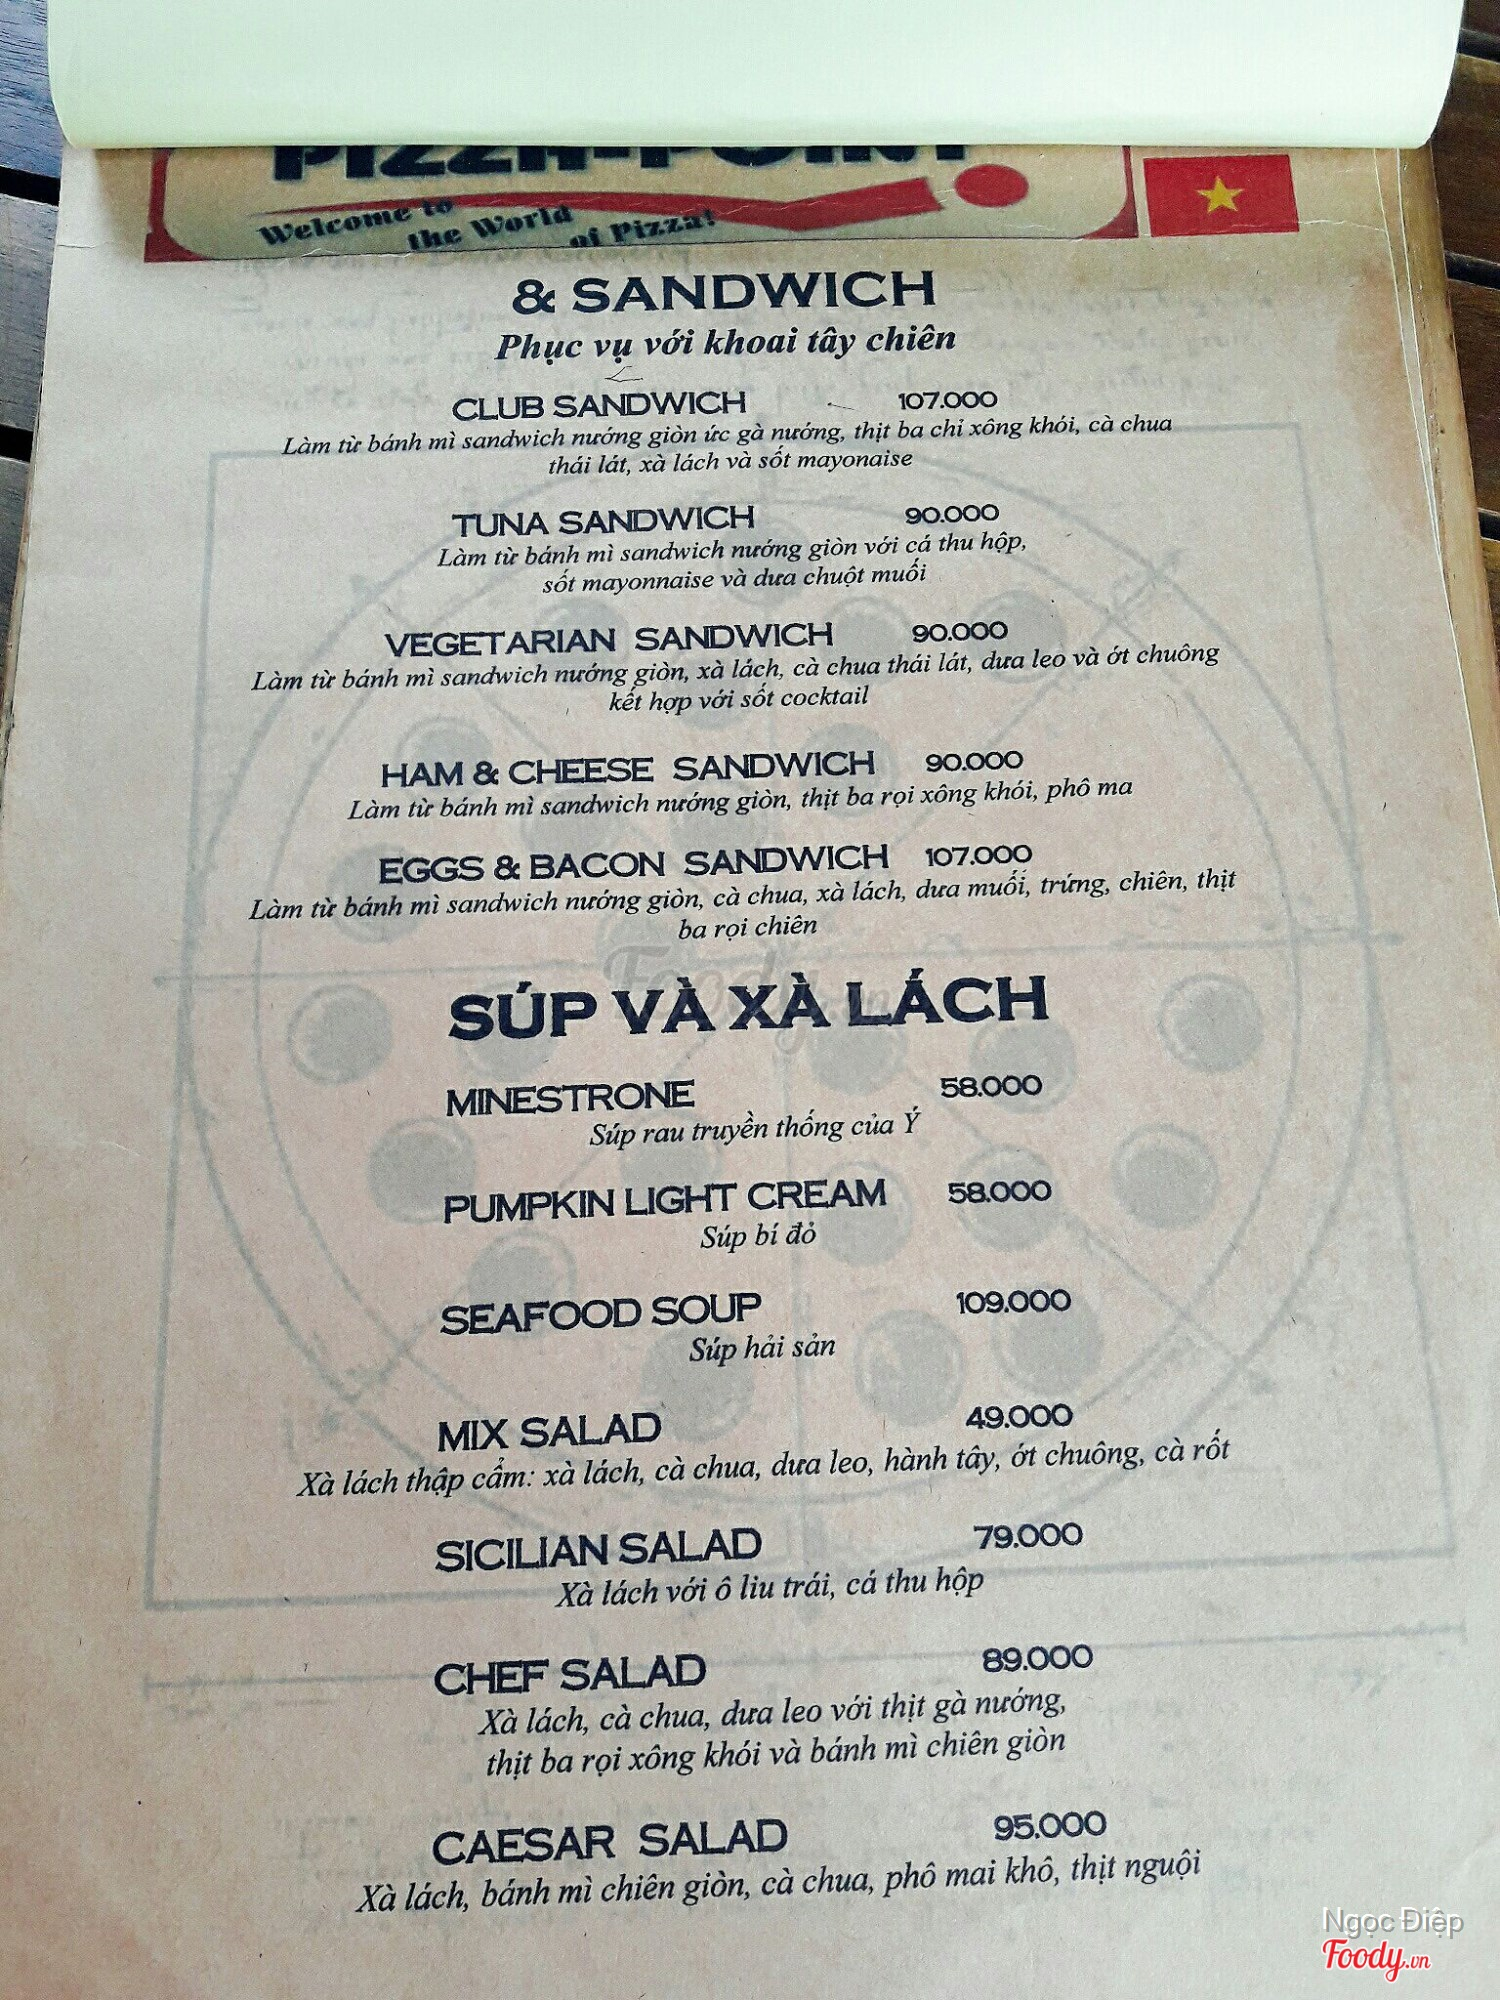 PIZZA-POINT
Welcome to
the World
of Pizza!
& SANDWICH
Phục vụ với khoai tây chiên
CLUB SANDWICH 107.000
Làm từ bánh mì sandwich nướng giòn ức gà nướng, thịt ba chỉ xông khói, cà chua
thái lát, xà lách và sốt mayonaise
TUNA SANDWICH 90.000
Làm từ bánh mì sandwich nướng giòn với cá thu hộp,
sốt mayonnaise và dưa chuột muối
VEGETARIAN SANDWICH 90.000
Làm từ bánh mì sandwich nướng giòn, xà lách, cà chua thái lát, dưa leo và ớt chuông
kết hợp với sốt cocktail
HAM & CHEESE SANDWICH 90.000
Làm từ bánh mì sandwich nướng giòn, thịt ba rọi xông khói, phô ma
EGGS & BACON SANDWICH 107.000
Làm từ bánh mì sandwich nướng giòn, cà chua, xà lách, dưa muối, trứng, chiên, thịt
ba rọi chiên
SÚP VÀ XÀ LÁCH
MINESTRONE 58.000
Súp rau truyền thống của Ý
PUMPKIN LIGHT CREAM 58.000
Súp bí đỏ
SEAFOOD SOUP 109.000
Súp hải sản
MIX SALAD 49.000
Xà lách thập cẩm: xà lách, cà chua, dưa leo, hành tây, ớt chuông, cà rốt
SICILIAN SALAD 79.000
Xà lách với ô liu trái, cá thu hộp
CHEF SALAD 89.000
Xà lách, cà chua, dưa leo với thịt gà nướng,
thịt ba rọi xông khói và bánh mì chiên giòn
CAESAR SALAD 95.000
Xà lách, bánh mì chiên giòn, cà chua, phô mai khô, thịt nguội
Ngọc Điệp
Foody.vn